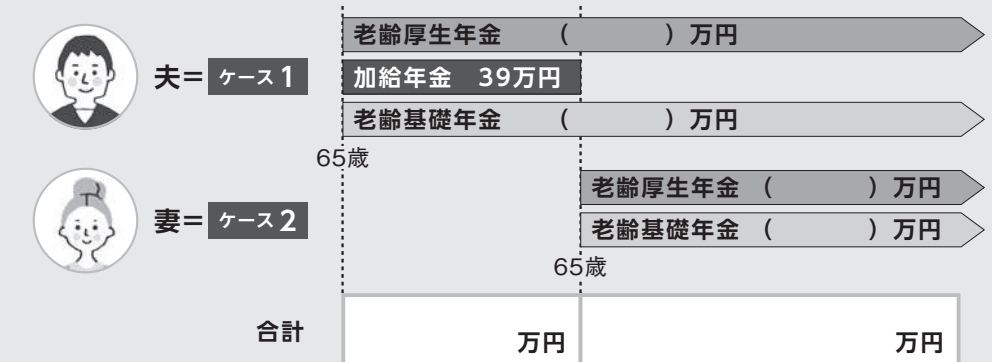 老齢厚生年金 (　　　) 万円
夫= ケース1 加給年金 39万円
老齢基礎年金 (　　　) 万円
65歳
老齢厚生年金 (　　　) 万円
妻= ケース2
老齢基礎年金 (　　　) 万円
65歳
合計 万円 万円